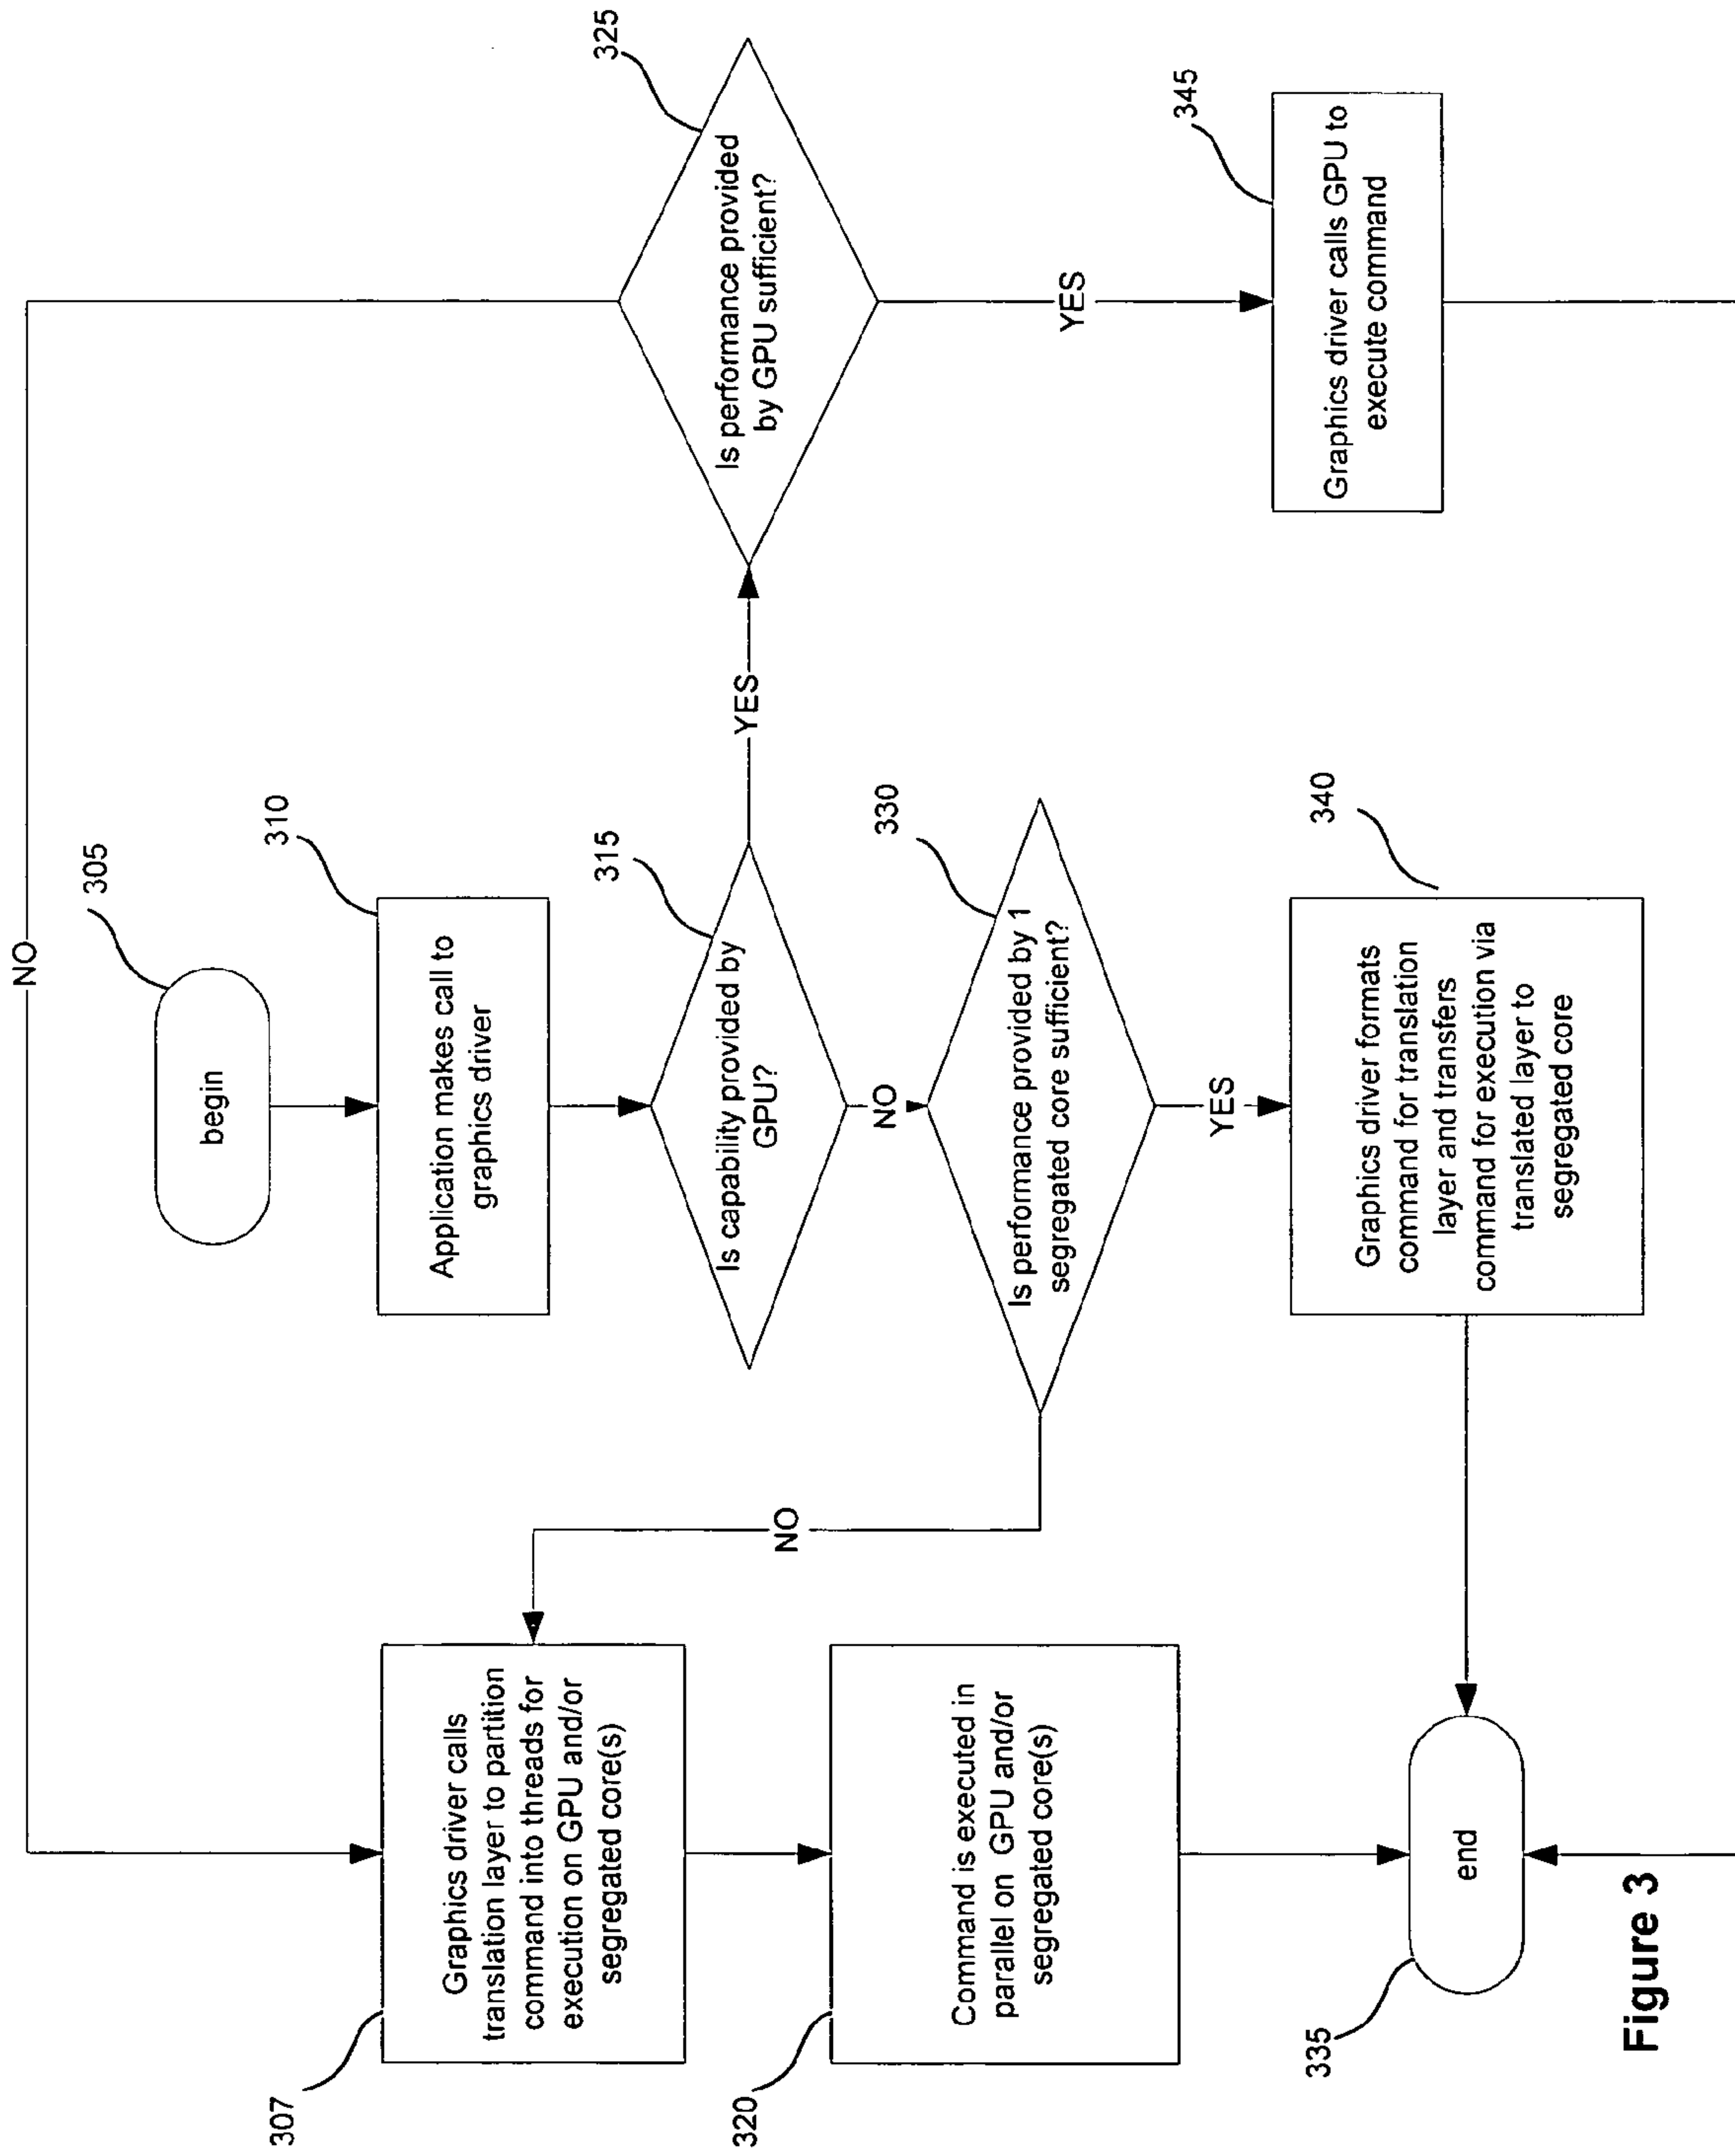 NO
305
begin
310
Application makes call to
graphics driver
315
Is capability provided by
GPU?
YES
325
Is performance provided
by GPU sufficient?
NO
330
Is performance provided by 1
segregated core sufficient?
NO
YES
YES
307
Graphics driver calls
translation layer to partition
command into threads for
execution on GPU and/or
segregated core(s)
320
Command is executed in
parallel on GPU and/or
segregated core(s)
340
Graphics driver formats
command for translation
layer and transfers
command for execution via
translated layer to
segregated core
345
Graphics driver calls GPU to
execute command
335
end
Figure 3